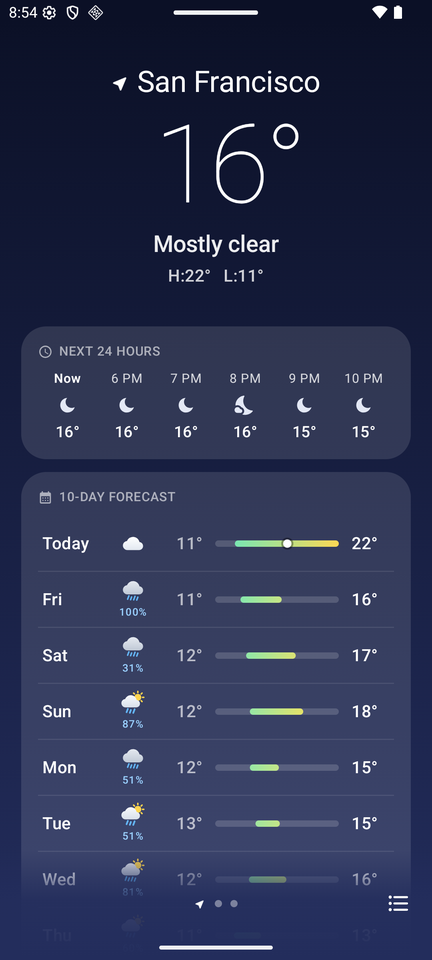 8:54
San Francisco
16°
Mostly clear
H:22° L:11°
NEXT 24 HOURS
Now 6 PM 7 PM 8 PM 9 PM 10 PM
16° 16° 16° 16° 15° 15°
10-DAY FORECAST
Today 11° 22°
Fri 100% 11° 16°
Sat 31% 12° 17°
Sun 87% 12° 18°
Mon 51% 12° 15°
Tue 51% 13° 15°
Wed 81% 12° 16°
Thu 13°